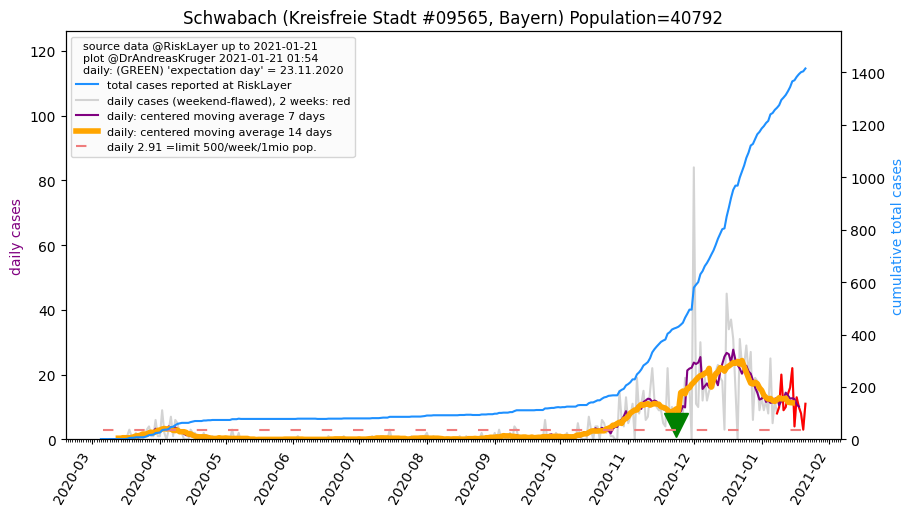 Schwabach (Kreisfreie Stadt #09565, Bayern) Population=40792
source data @RiskLayer up to 2021-01-21
plot @DrAndreasKruger 2021-01-21 01:54
daily: (GREEN) 'expectation day' = 23.11.2020
total cases reported at RiskLayer
daily cases (weekend-flawed), 2 weeks: red
daily: centered moving average 7 days
daily: centered moving average 14 days
daily 2.91 =limit 500/week/1mio pop.
daily cases
120
100
80
60
40
20
0
cumulative total cases
1400
1200
1000
800
600
400
200
0
2020-03
2020-04
2020-05
2020-06
2020-07
2020-08
2020-09
2020-10
2020-11
2020-12
2021-01
2021-02